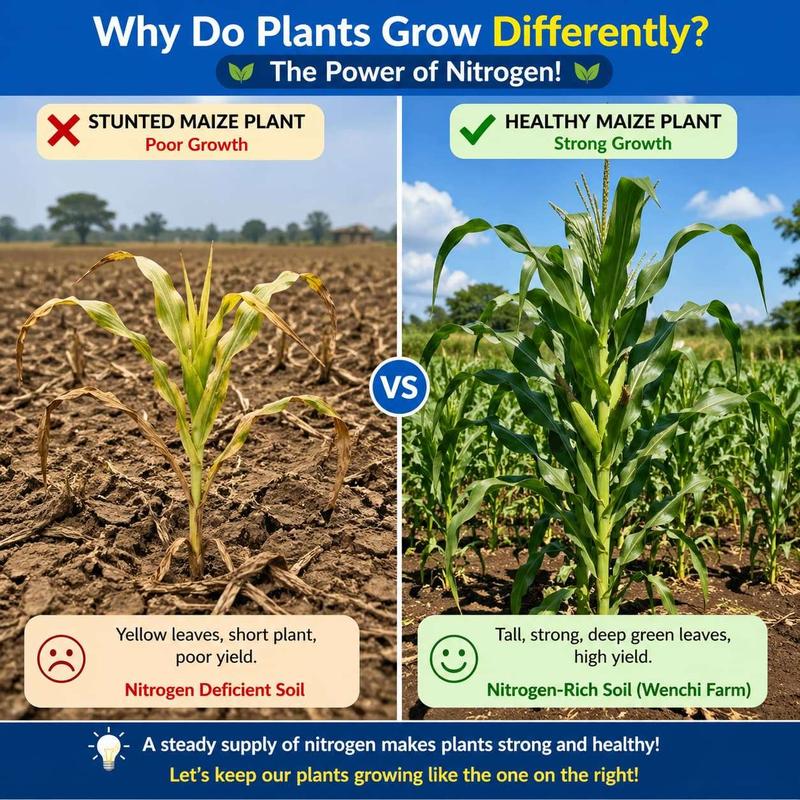 Why Do Plants Grow Differently?
The Power of Nitrogen!
STUNTED MAIZE PLANT
Poor Growth
HEALTHY MAIZE PLANT
Strong Growth
VS
Yellow leaves, short plant,
poor yield.
Nitrogen Deficient Soil
Tall, strong, deep green leaves,
high yield.
Nitrogen-Rich Soil (Wenchi Farm)
A steady supply of nitrogen makes plants strong and healthy!
Let's keep our plants growing like the one on the right!